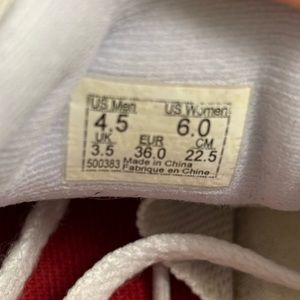 US Men US Women
4.5 6.0
UK EUR CM
3.5 36.0 22.5
500383 Made in China
Fabrique en Chine